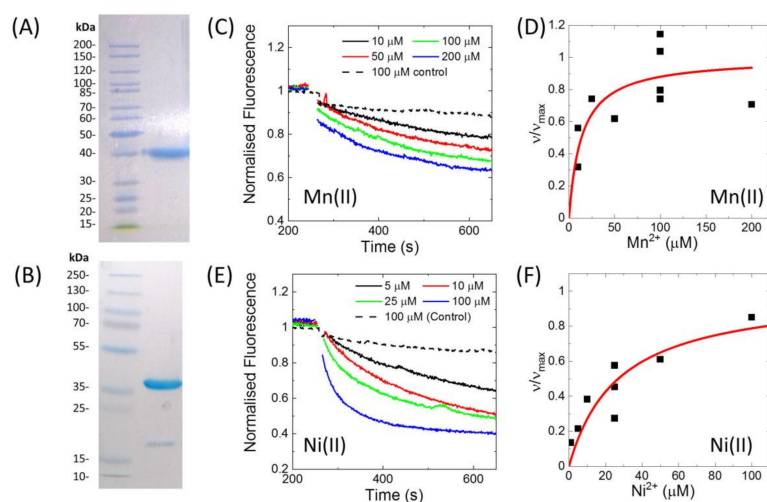 (A)
kDa
200-
150-
120-
100-
85-
70-
60-
50-
40-
30-
25-
20-
15-
(B)
kDa
250-
130-
100-
70-
55-
35-
25-
15-
10-
(C)
1.4
1.2
1
0.8
0.6
0.4
Normalised Fluorescence
10 μM 100 μM
50 μM 200 μM
100 μM control
Mn(II)
200 400 600
Time (s)
(D)
1.2
1
0.8
0.6
0.4
0.2
0
ν/νmax
Mn(II)
0 50 100 150 200
Mn2+ (μM)
(E)
1.4
1.2
1
0.8
0.6
0.4
Normalised Fluorescence
5 μM 10 μM
25 μM 100 μM
100 μM (Control)
Ni(II)
200 400 600
Time (s)
(F)
1.2
1
0.8
0.6
0.4
0.2
0
ν/νmax
Ni(II)
0 20 40 60 80 100
Ni2+ (μM)